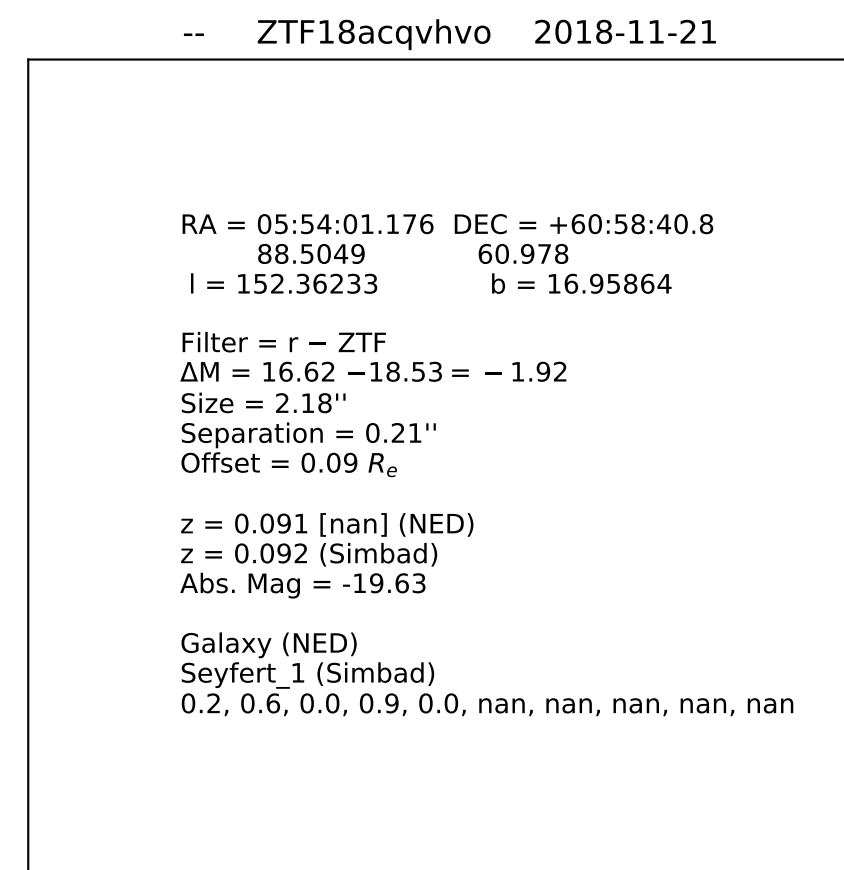 -- ZTF18acqvhvo 2018-11-21
RA = 05:54:01.176 DEC = +60:58:40.8
88.5049 60.978
l = 152.36233 b = 16.95864
Filter = r − ZTF
ΔM = 16.62 −18.53 = − 1.92
Size = 2.18''
Separation = 0.21''
Offset = 0.09 Re
z = 0.091 [nan] (NED)
z = 0.092 (Simbad)
Abs. Mag = -19.63
Galaxy (NED)
Seyfert_1 (Simbad)
0.2, 0.6, 0.0, 0.9, 0.0, nan, nan, nan, nan, nan